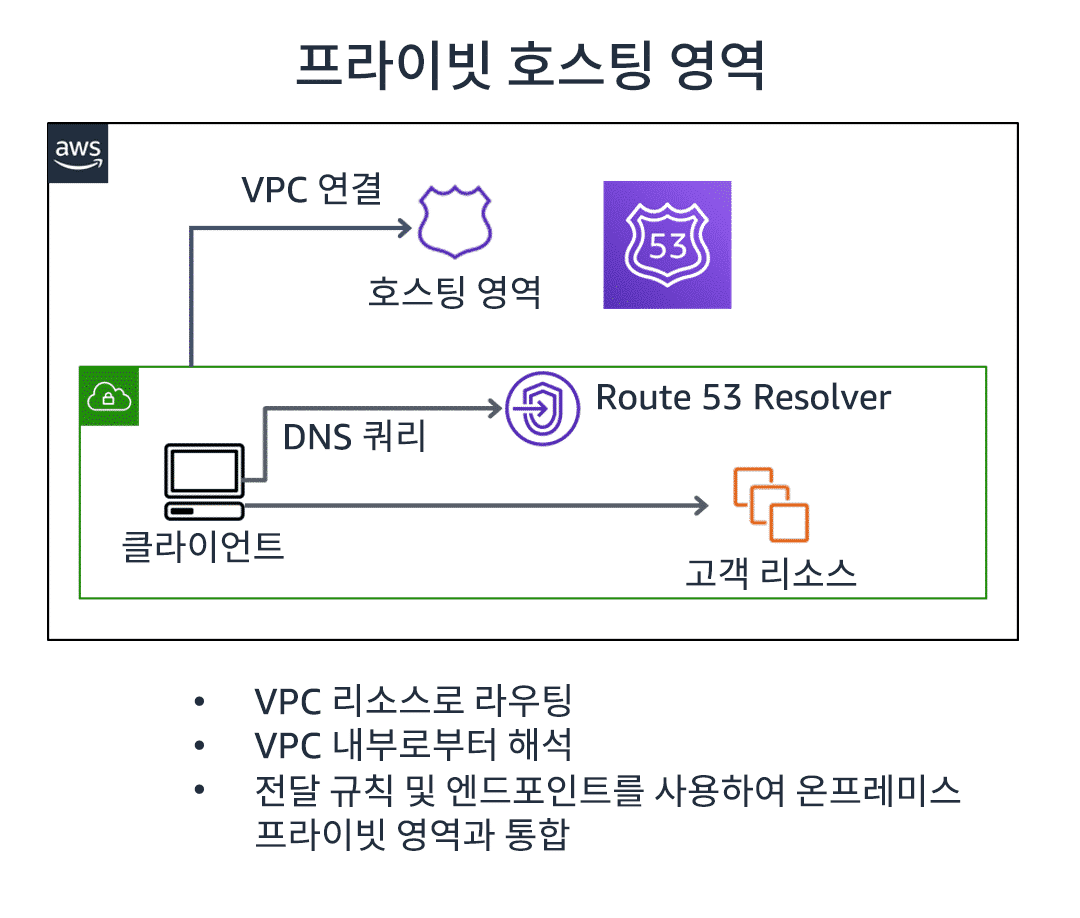 프라이빗 호스팅 영역
aws
VPC 연결
53
호스팅 영역
Route 53 Resolver
DNS 쿼리
클라이언트
고객 리소스
• VPC 리소스로 라우팅
• VPC 내부로부터 해석
• 전달 규칙 및 엔드포인트를 사용하여 온프레미스
프라이빗 영역과 통합